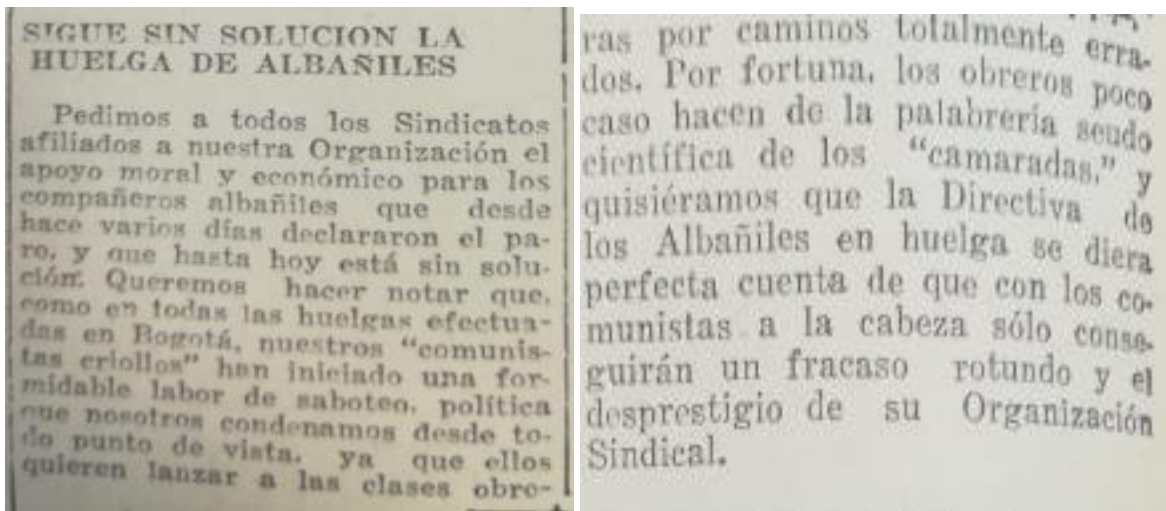 SIGUE SIN SOLUCION LA
HUELGA DE ALBAÑILES
Pedimos a todos los Sindicatos
afiliados a nuestra Organización el
apoyo moral y económico para los
compañeros albañiles que desde
hace varios días declararon el pa-
ro, y que hasta hoy está sin solu-
ción. Queremos hacer notar que,
como en todas las huelgas efectua-
das en Bogotá, nuestros "comunis-
tas criollos" han iniciado una for-
midable labor de saboteo, política
que nosotros condenamos desde to-
do punto de vista, ya que ellos
quieren lanzar a las clases obre-
ras por caminos totalmente erra-
dos. Por fortuna, los obreros poco
caso hacen de la palabrería seudo
científica de los "camaradas," y
quisiéramos que la Directiva de
los Albañiles en huelga se diera
perfecta cuenta de que con los co-
munistas a la cabeza sólo conse-
guirán un fracaso rotundo y el
desprestigio de su Organización
Sindical.